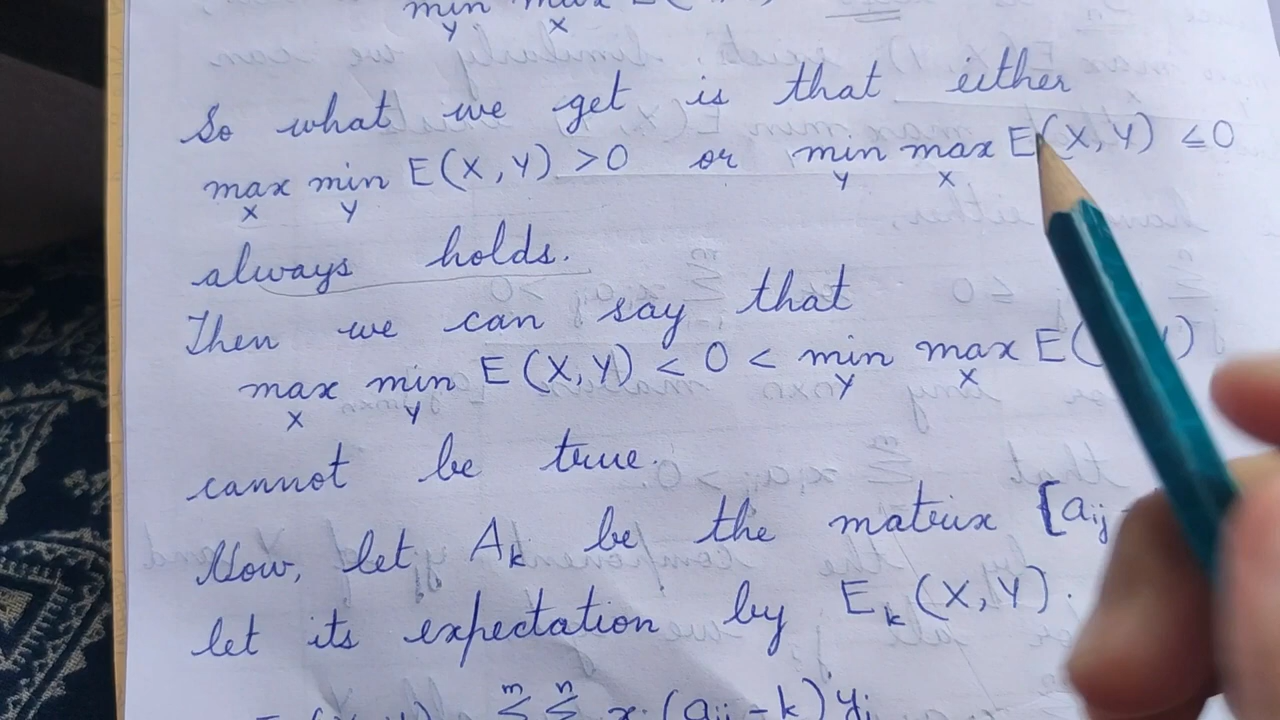 min max
Y X
So what we get is that either
max min E(X,Y) >0 or min max E(X,Y) ≤0
X Y Y X
always holds.
Then we can say that
max min E(X,Y) < 0 < min max E(
X Y Y X
cannot be true.
Now, let A_k be the matrix [a_ij -
let its expectation by E_k(X,Y).
m n
Σ Σ x. (a_ij -k) y_j